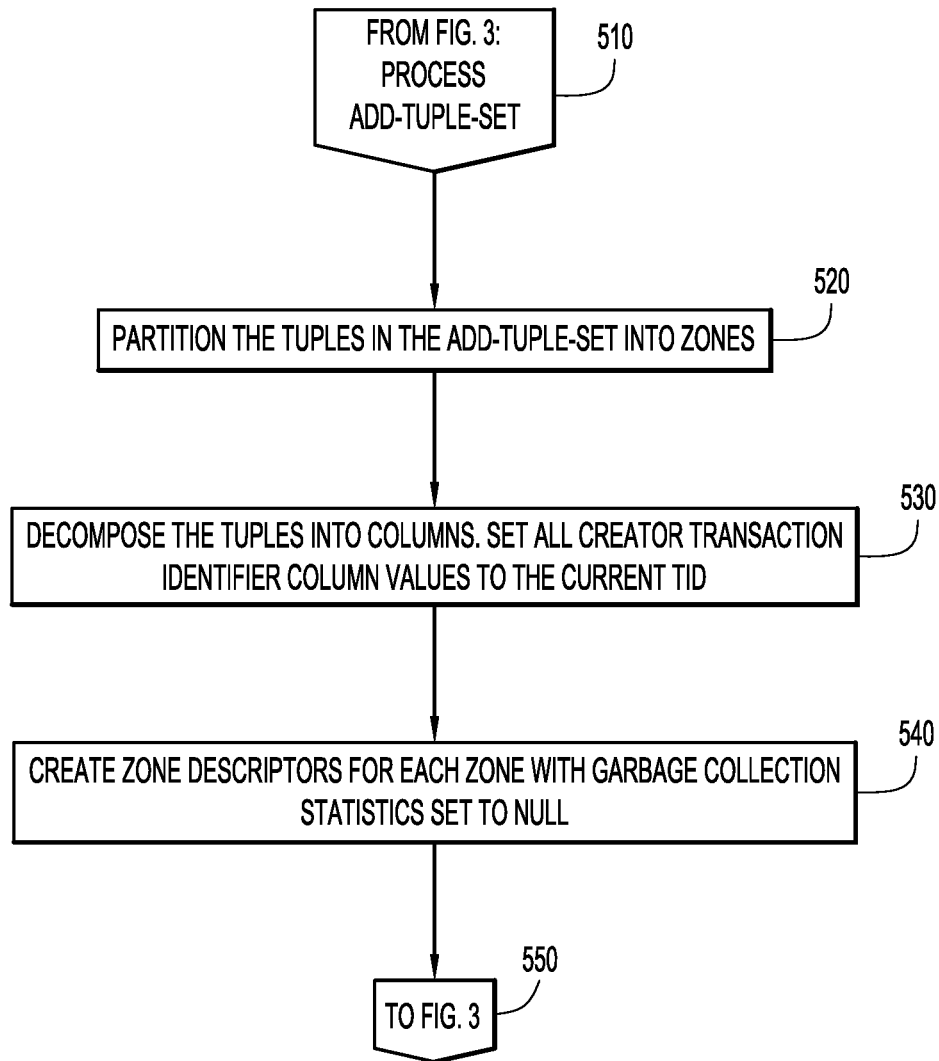 FROM FIG. 3:
PROCESS
ADD-TUPLE-SET
510
520
PARTITION THE TUPLES IN THE ADD-TUPLE-SET INTO ZONES
530
DECOMPOSE THE TUPLES INTO COLUMNS. SET ALL CREATOR TRANSACTION
IDENTIFIER COLUMN VALUES TO THE CURRENT TID
540
CREATE ZONE DESCRIPTORS FOR EACH ZONE WITH GARBAGE COLLECTION
STATISTICS SET TO NULL
550
TO FIG. 3